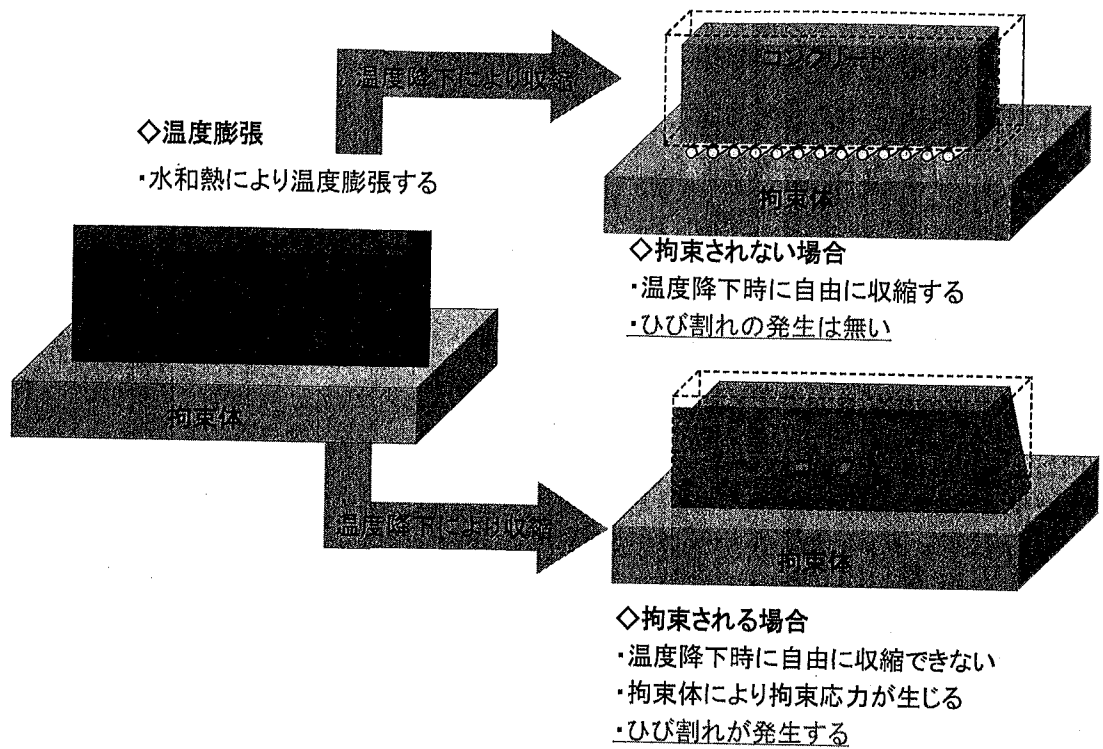 温度降下により収縮
コンクリート
◇温度膨張
・水和熱により温度膨張する
拘束体
◇拘束されない場合
・温度降下時に自由に収縮する
・ひび割れの発生は無い
拘束体
温度降下により収縮
拘束体
◇拘束される場合
・温度降下時に自由に収縮できない
・拘束体により拘束応力が生じる
・ひび割れが発生する